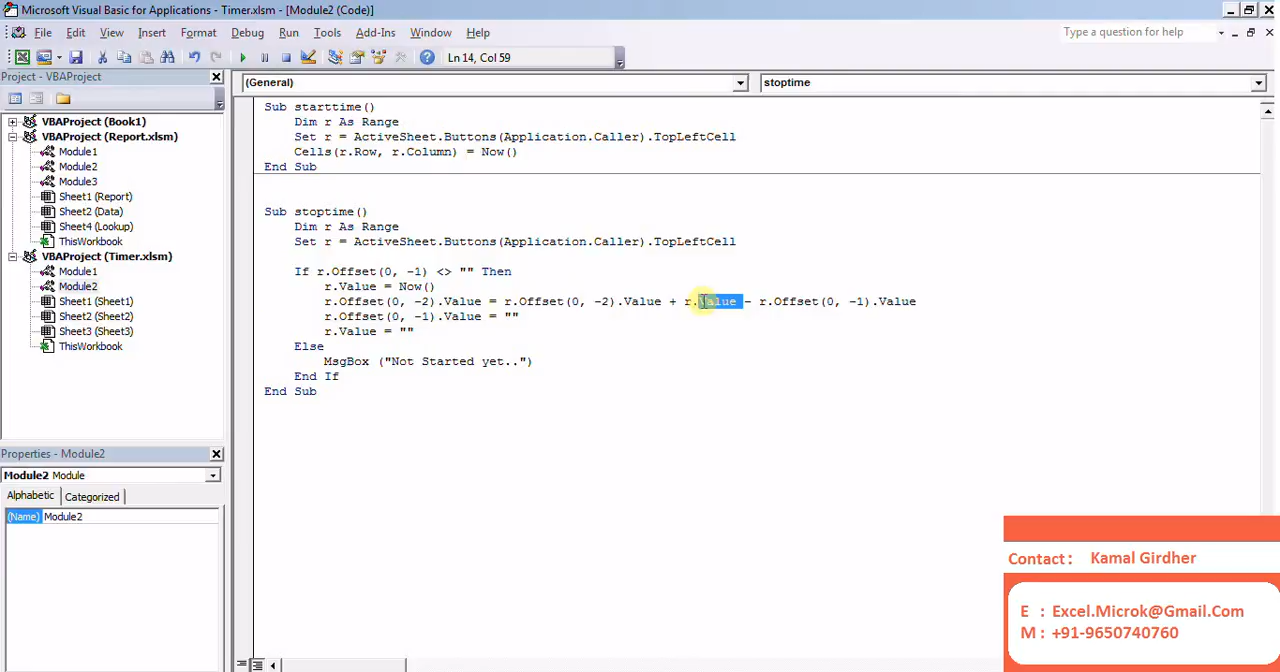 Microsoft Visual Basic for Applications - Timer.xlsm - [Module2 (Code)]
File Edit View Insert Format Debug Run Tools Add-Ins Window Help
Type a question for help
Ln 14, Col 59
Project - VBAProject
(General)
stoptime
VBAProject (Book1)
VBAProject (Report.xlsm)
Module1
Module2
Module3
Sheet1 (Report)
Sheet2 (Data)
Sheet4 (Lookup)
ThisWorkbook
VBAProject (Timer.xlsm)
Module1
Module2
Sheet1 (Sheet1)
Sheet2 (Sheet2)
Sheet3 (Sheet3)
ThisWorkbook
Sub starttime()
Dim r As Range
Set r = ActiveSheet.Buttons(Application.Caller).TopLeftCell
Cells(r.Row, r.Column) = Now()
End Sub
Sub stoptime()
Dim r As Range
Set r = ActiveSheet.Buttons(Application.Caller).TopLeftCell
If r.Offset(0, -1) <> "" Then
r.Value = Now()
r.Offset(0, -2).Value = r.Offset(0, -2).Value + r.Value - r.Offset(0, -1).Value
r.Offset(0, -1).Value = ""
r.Value = ""
Else
MsgBox ("Not Started yet..")
End If
End Sub
Properties - Module2
Module2 Module
Alphabetic Categorized
(Name) Module2
Contact : Kamal Girdher
E : Excel.Microk@Gmail.Com
M : +91-9650740760